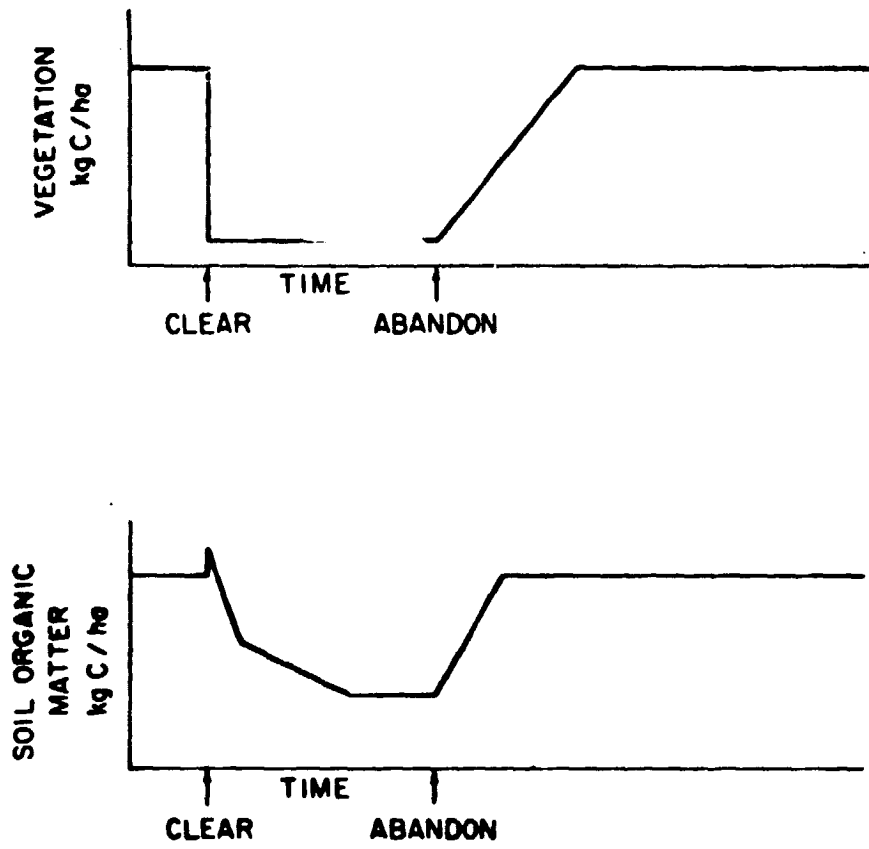 VEGETATION
kg C/ha
TIME
CLEAR
ABANDON
SOIL ORGANIC
MATTER
kg C/ha
TIME
CLEAR
ABANDON